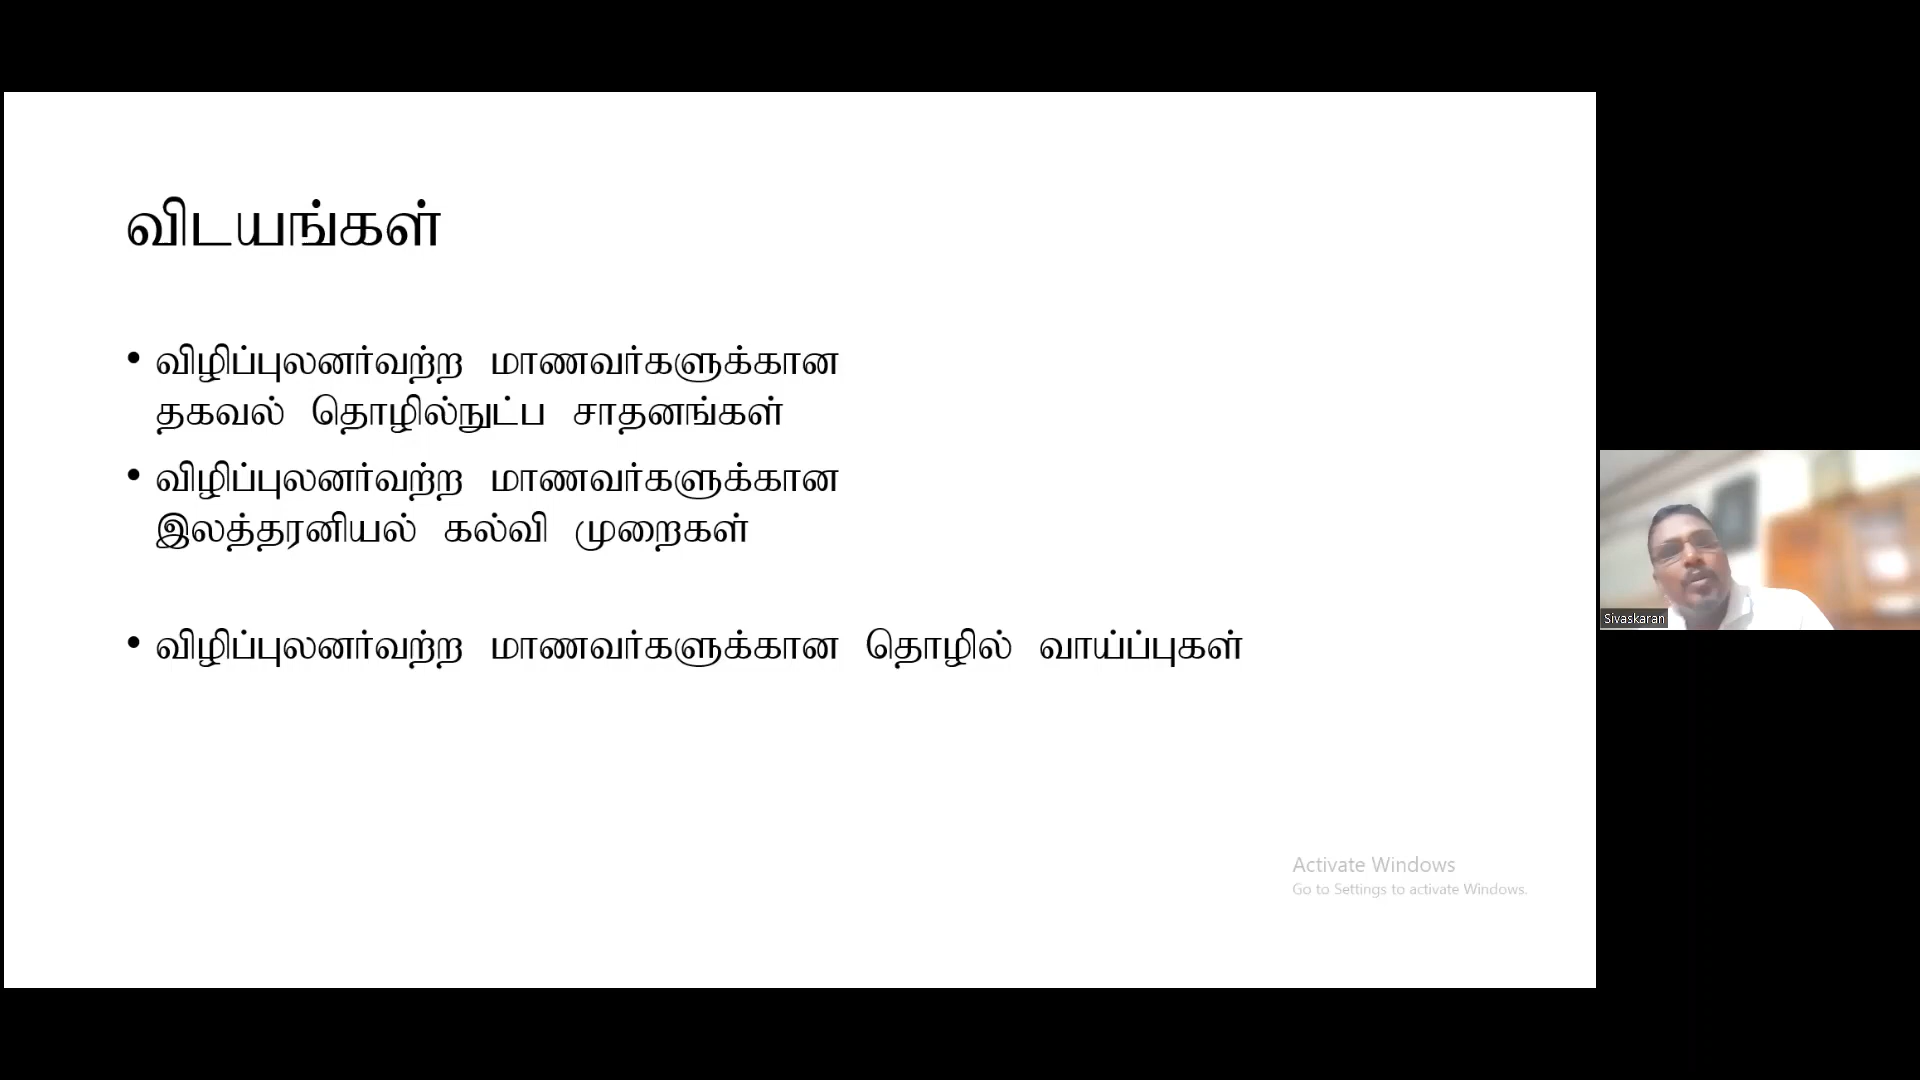 விடயங்கள்
• விழிப்புலனர்வற்ற மாணவர்களுக்கான
தகவல் தொழில்நுட்ப சாதனங்கள்
• விழிப்புலனர்வற்ற மாணவர்களுக்கான
இலத்தரனியல் கல்வி முறைகள்
• விழிப்புலனர்வற்ற மாணவர்களுக்கான தொழில் வாய்ப்புகள்
Activate Windows
Go to Settings to activate Windows.
Sivaskaran